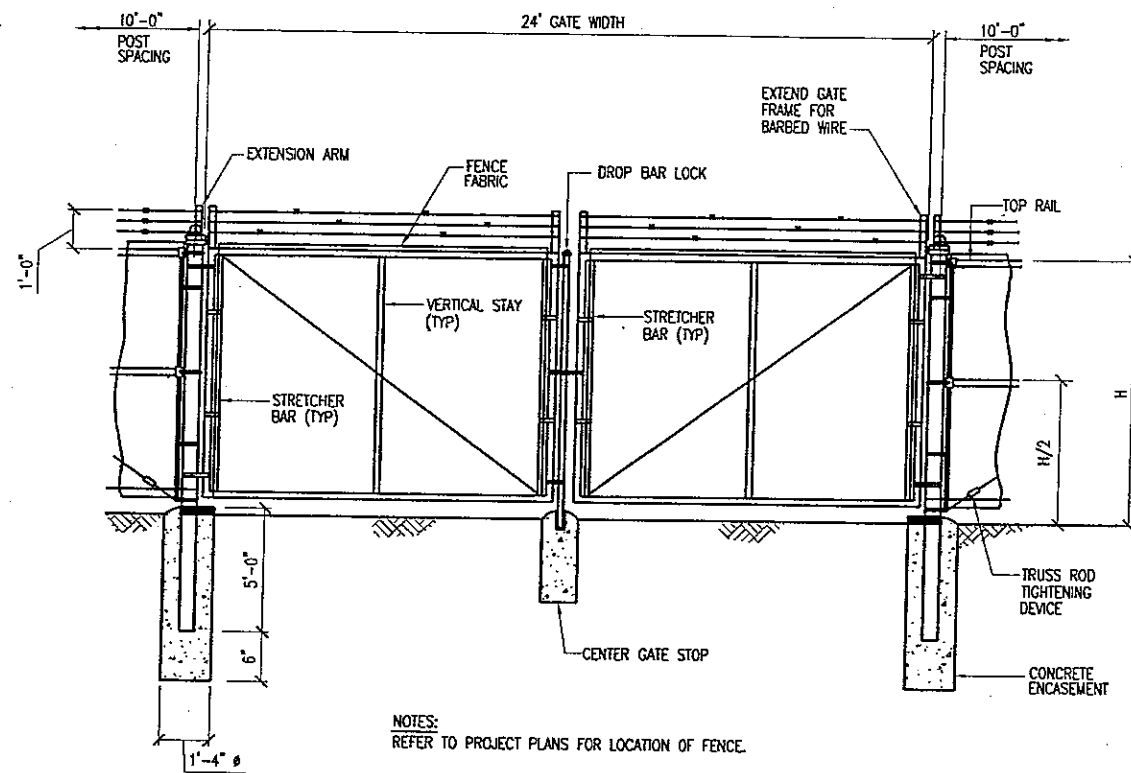 10'-0"
POST
SPACING
24' GATE WIDTH
10'-0"
POST
SPACING
EXTEND GATE
FRAME FOR
BARBED WIRE
EXTENSION ARM
FENCE
FABRIC
DROP BAR LOCK
TOP RAIL
1'-0"
VERTICAL STAY
(TYP)
STRETCHER
BAR (TYP)
STRETCHER
BAR (TYP)
H
H/2
5'-0"
6"
TRUSS ROD
TIGHTENING
DEVICE
CENTER GATE STOP
CONCRETE
ENCASEMENT
1'-4" ø
NOTES:
REFER TO PROJECT PLANS FOR LOCATION OF FENCE.